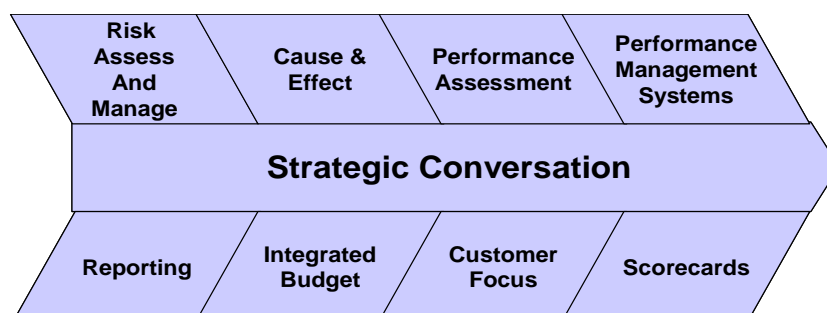 Risk
Assess
And
Manage
Cause &
Effect
Performance
Assessment
Performance
Management
Systems
Strategic Conversation
Reporting
Integrated
Budget
Customer
Focus
Scorecards